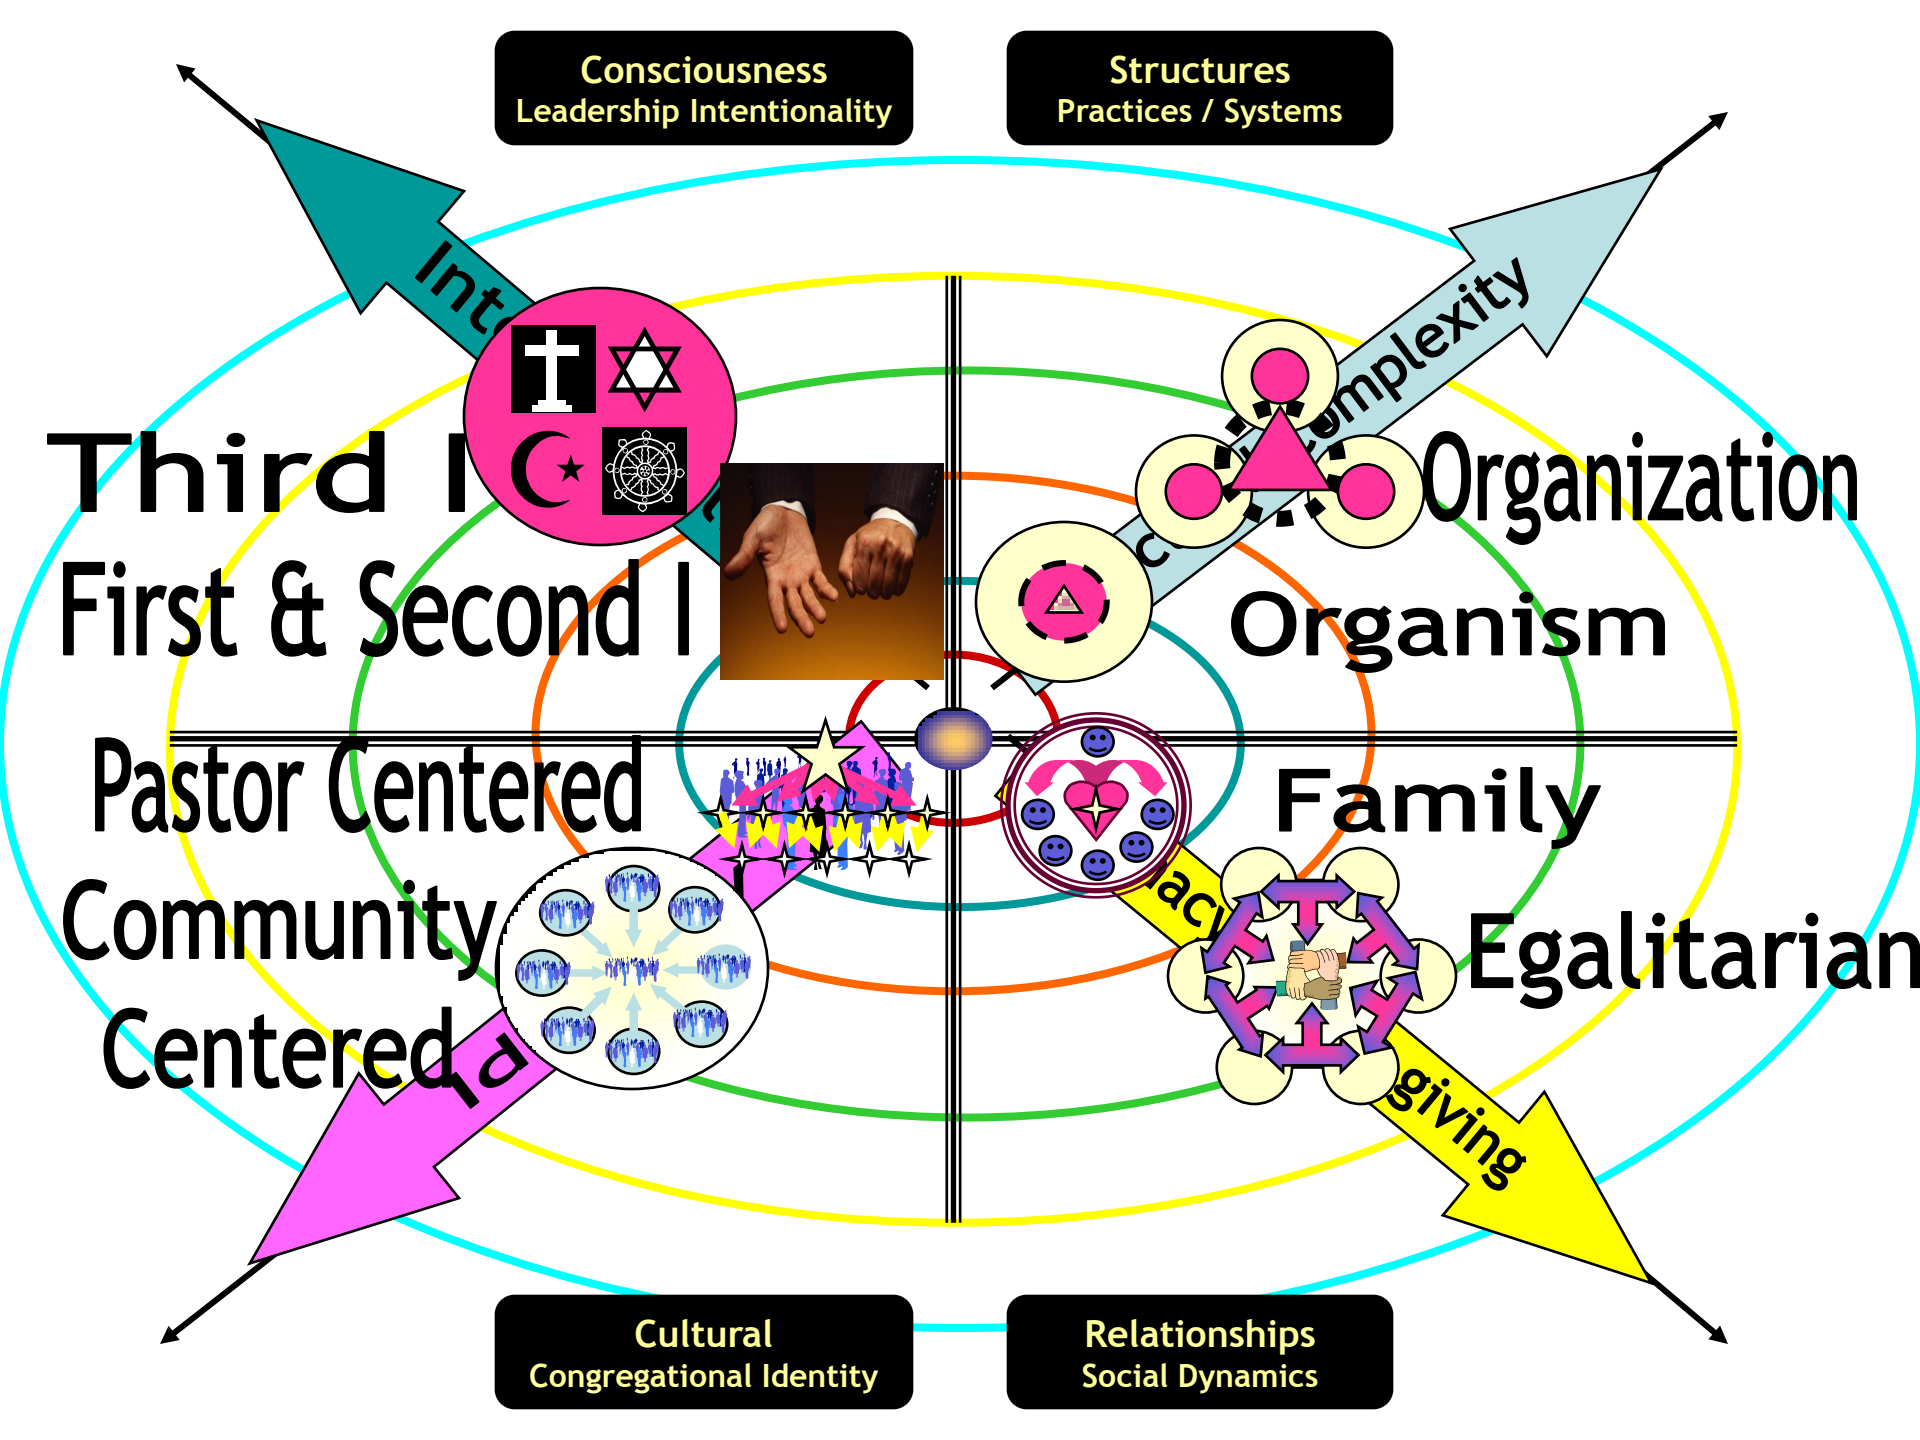 Consciousness
Leadership Intentionality
Structures
Practices / Systems
complexity
Third I
Organization
First & Second I
Organism
Pastor Centered
Family
Community
Centered
Egalitarian
giving
Cultural
Congregational Identity
Relationships
Social Dynamics